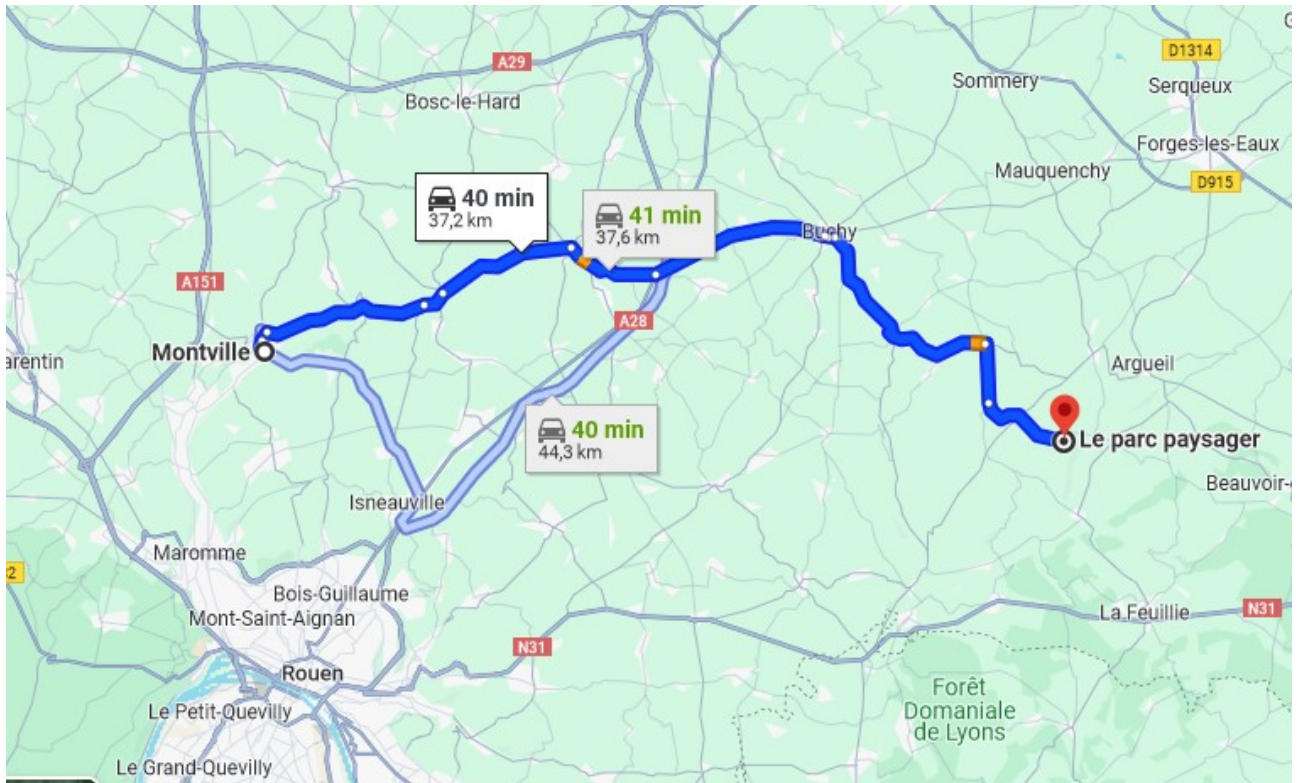 D1314
A29
Sommery
Serqueux
Bosc-le-Hard
Forges-les-Eaux
Mauquenchy
D915
40 min
37,2 km
41 min
37,6 km
Buchy
A151
A28
Montville
arentin
Argueil
40 min
44,3 km
Le parc paysager
Beauvoir-
Isneauville
Maromme
Bois-Guillaume
Mont-Saint-Aignan
La Feuillie
N31
N31
Rouen
Forêt
Domaniale
de Lyons
Le Petit-Quevilly
Le Grand-Quevilly